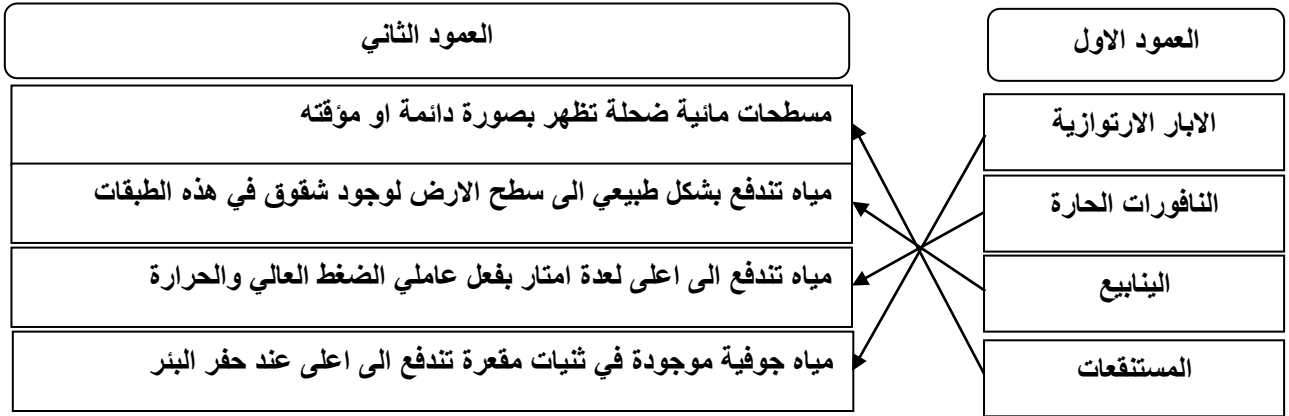 العمود الاول
العمود الثاني
الابار الارتوازية
مسطحات مائية ضحلة تظهر بصورة دائمة او مؤقته
النافورات الحارة
مياه تندفع بشكل طبيعي الى سطح الارض لوجود شقوق في هذه الطبقات
الينابيع
مياه تندفع الى اعلى لعدة امتار بفعل عاملي الضغط العالي والحرارة
المستنقعات
مياه جوفية موجودة في ثنيات مقعرة تندفع الى اعلى عند حفر البئر